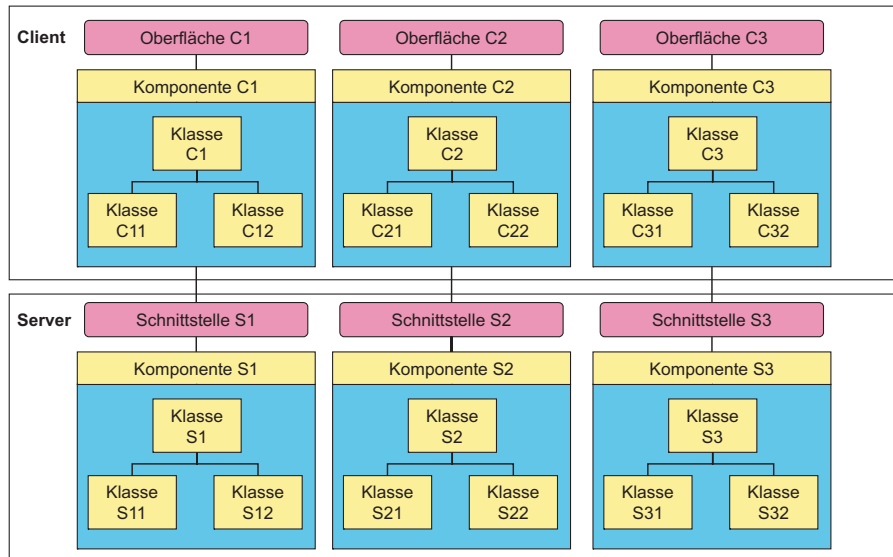 Client
Oberfläche C1
Oberfläche C2
Oberfläche C3
Komponente C1
Komponente C2
Komponente C3
Klasse
C1
Klasse
C2
Klasse
C3
Klasse
C11
Klasse
C12
Klasse
C21
Klasse
C22
Klasse
C31
Klasse
C32
Server
Schnittstelle S1
Schnittstelle S2
Schnittstelle S3
Komponente S1
Komponente S2
Komponente S3
Klasse
S1
Klasse
S2
Klasse
S3
Klasse
S11
Klasse
S12
Klasse
S21
Klasse
S22
Klasse
S31
Klasse
S32